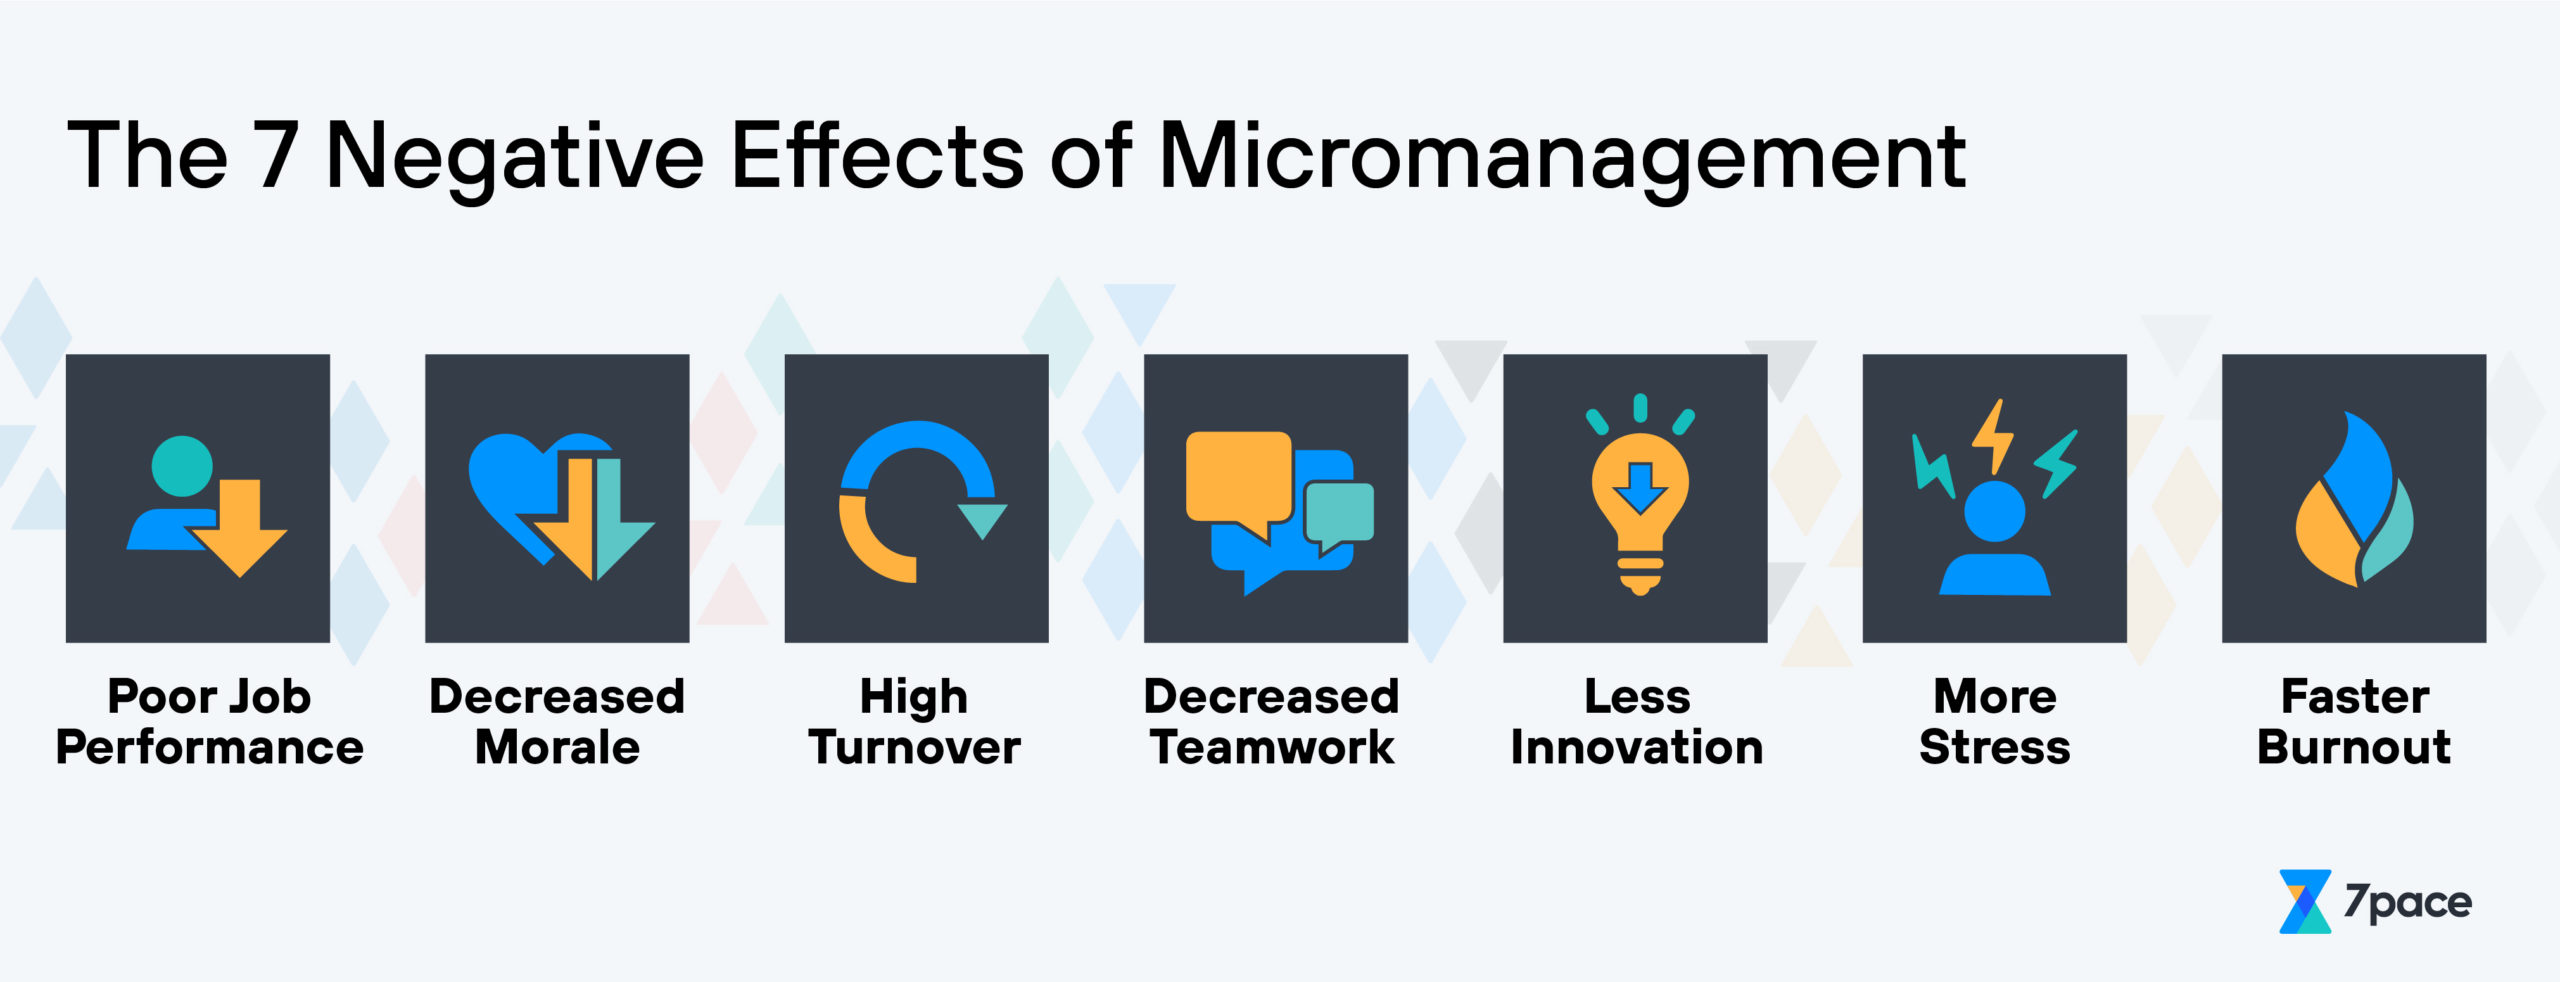 The 7 Negative Effects of Micromanagement
Poor Job
Performance
Decreased
Morale
High
Turnover
Decreased
Teamwork
Less
Innovation
More
Stress
Faster
Burnout
7pace